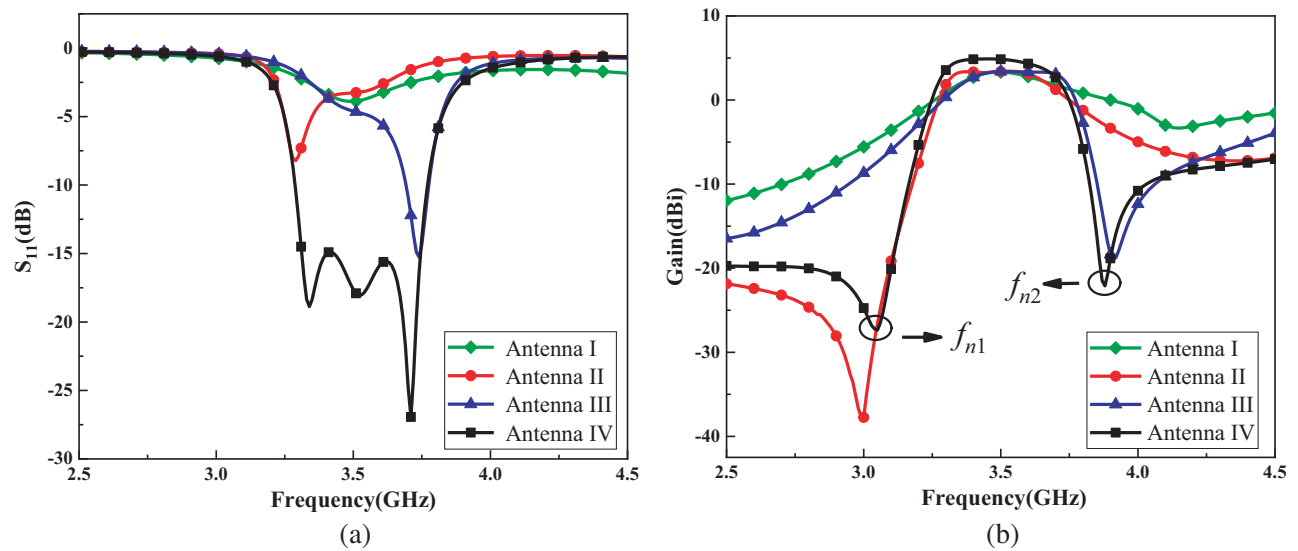 0
-5
-10
-15
-20
-25
-30
S11(dB)
2.5 3.0 3.5 4.0 4.5
Frequency(GHz)
Antenna I
Antenna II
Antenna III
Antenna IV
(a)
10
0
-10
-20
-30
-40
Gain(dBi)
fn2
fn1
Antenna I
Antenna II
Antenna III
Antenna IV
2.5 3.0 3.5 4.0 4.5
Frequency(GHz)
(b)